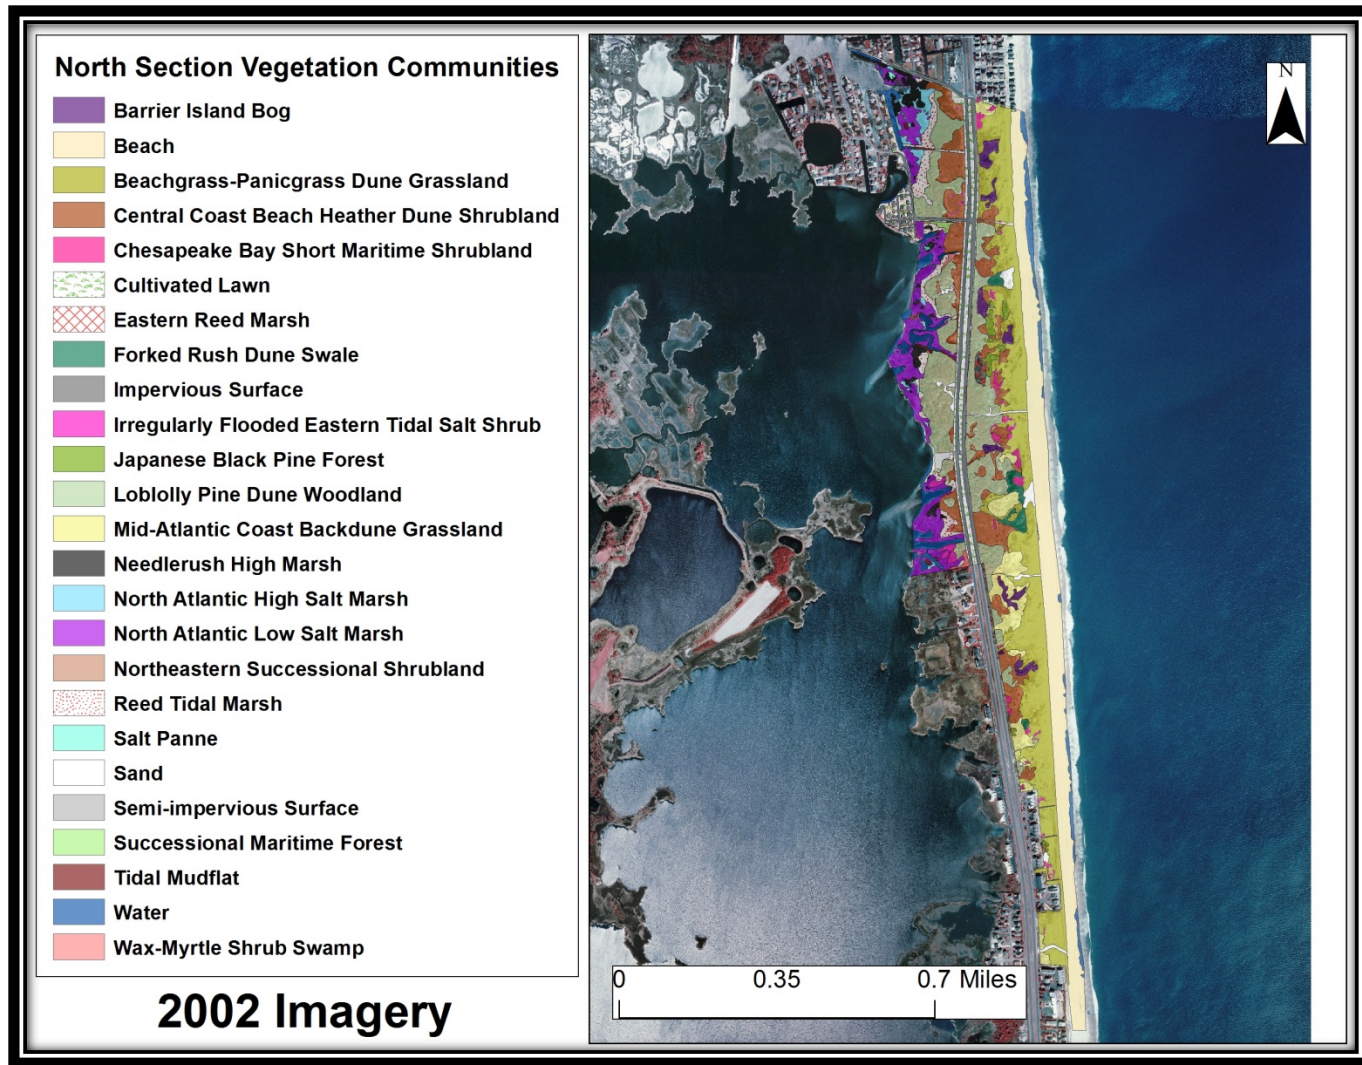 North Section Vegetation Communities
Barrier Island Bog
Beach
Beachgrass-Panicgrass Dune Grassland
Central Coast Beach Heather Dune Shrubland
Chesapeake Bay Short Maritime Shrubland
Cultivated Lawn
Eastern Reed Marsh
Forked Rush Dune Swale
Impervious Surface
Irregularly Flooded Eastern Tidal Salt Shrub
Japanese Black Pine Forest
Loblolly Pine Dune Woodland
Mid-Atlantic Coast Backdune Grassland
Needlerush High Marsh
North Atlantic High Salt Marsh
North Atlantic Low Salt Marsh
Northeastern Successional Shrubland
Reed Tidal Marsh
Salt Panne
Sand
Semi-impervious Surface
Successional Maritime Forest
Tidal Mudflat
Water
Wax-Myrtle Shrub Swamp
2002 Imagery
N
0 0.35 0.7 Miles